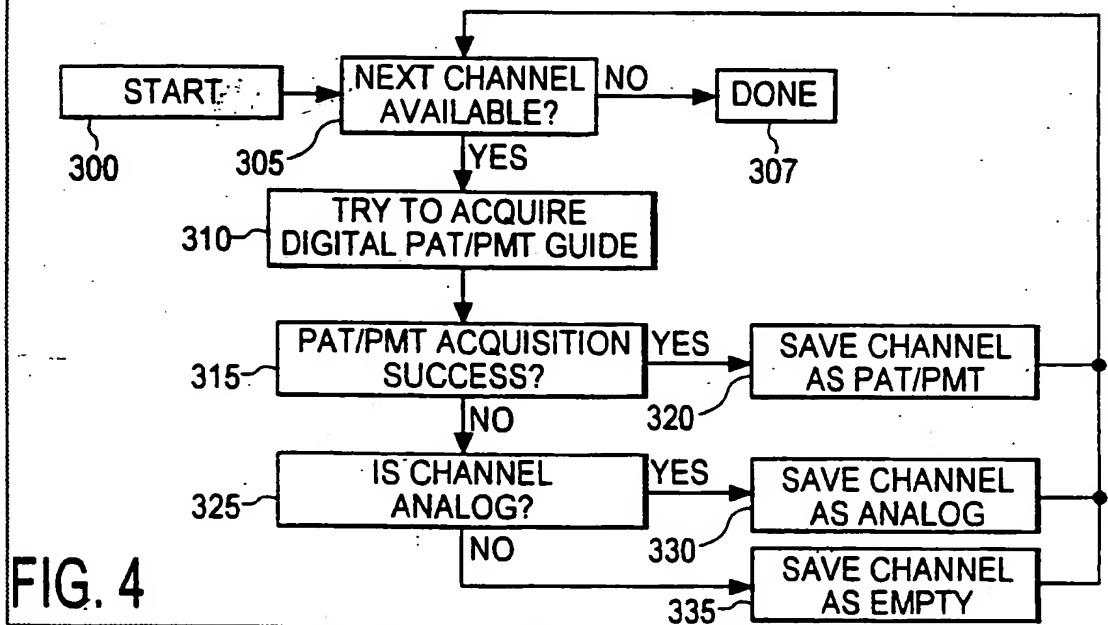 START
300
NEXT CHANNEL
AVAILABLE?
305
NO
DONE
307
YES
310
TRY TO ACQUIRE
DIGITAL PAT/PMT GUIDE
315
PAT/PMT ACQUISITION
SUCCESS?
YES
SAVE CHANNEL
AS PAT/PMT
320
NO
325
IS CHANNEL
ANALOG?
YES
SAVE CHANNEL
AS ANALOG
330
NO
SAVE CHANNEL
AS EMPTY
335
FIG. 4